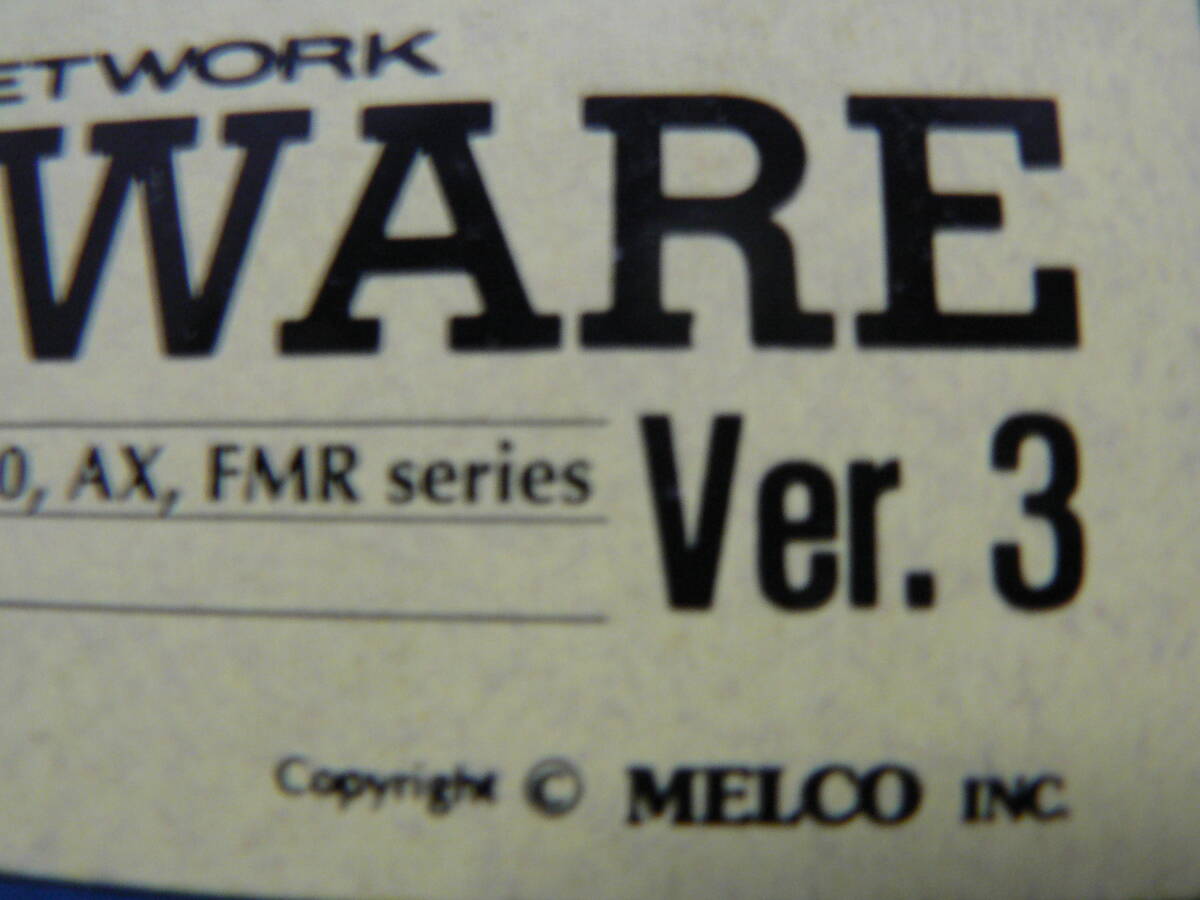 ETWORK
WARE
0, AX, FMR series
Ver. 3
Copyright © MELCO INC.